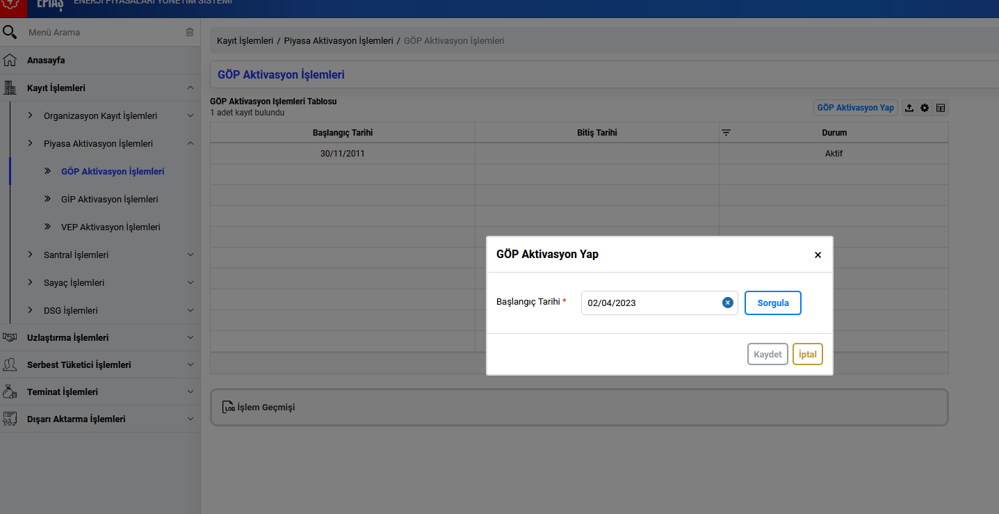 EPİAŞ
ENERJİ PİYASALARI YÖNETİM SİSTEMİ
Menü Arama
Anasayfa
Kayıt İşlemleri
Organizasyon Kayıt İşlemleri
Piyasa Aktivasyon İşlemleri
GÖP Aktivasyon İşlemleri
GİP Aktivasyon İşlemleri
VEP Aktivasyon İşlemleri
Santral İşlemleri
Sayaç İşlemleri
DSG İşlemleri
Uzlaştırma İşlemleri
Serbest Tüketici İşlemleri
Teminat İşlemleri
Dışarı Aktarma İşlemleri
Kayıt İşlemleri / Piyasa Aktivasyon İşlemleri / GÖP Aktivasyon İşlemleri
GÖP Aktivasyon İşlemleri
GÖP Aktivasyon İşlemleri Tablosu
1 adet kayıt bulundu
GÖP Aktivasyon Yap
Başlangıç Tarihi Bitiş Tarihi Durum
30/11/2011 Aktif
GÖP Aktivasyon Yap
Başlangıç Tarihi * 02/04/2023 Sorgula
Kaydet İptal
LOG İşlem Geçmişi